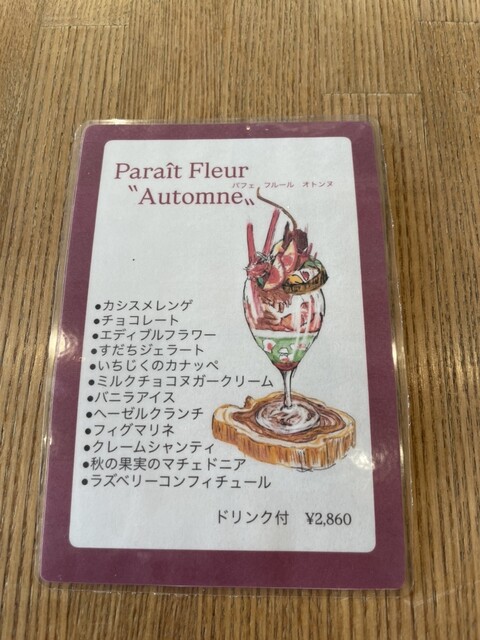 Paraît Fleur
パフェ フルール オトンヌ
〝Automne〟
●カシスメレンゲ
●チョコレート
●エディブルフラワー
●すだちジェラート
●いちじくのカナッペ
●ミルクチョコヌガークリーム
●バニラアイス
●ヘーゼルクランチ
●フィグマリネ
●クレームシャンティ
●秋の果実のマチェドニア
●ラズベリーコンフィチュール
ドリンク付 ¥2,860